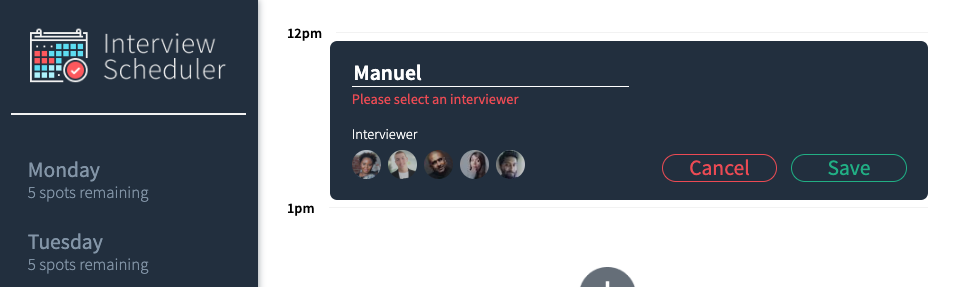 Interview
Scheduler
Monday
5 spots remaining
Tuesday
5 spots remaining
12pm
Manuel
Please select an interviewer
Interviewer
Cancel
Save
1pm